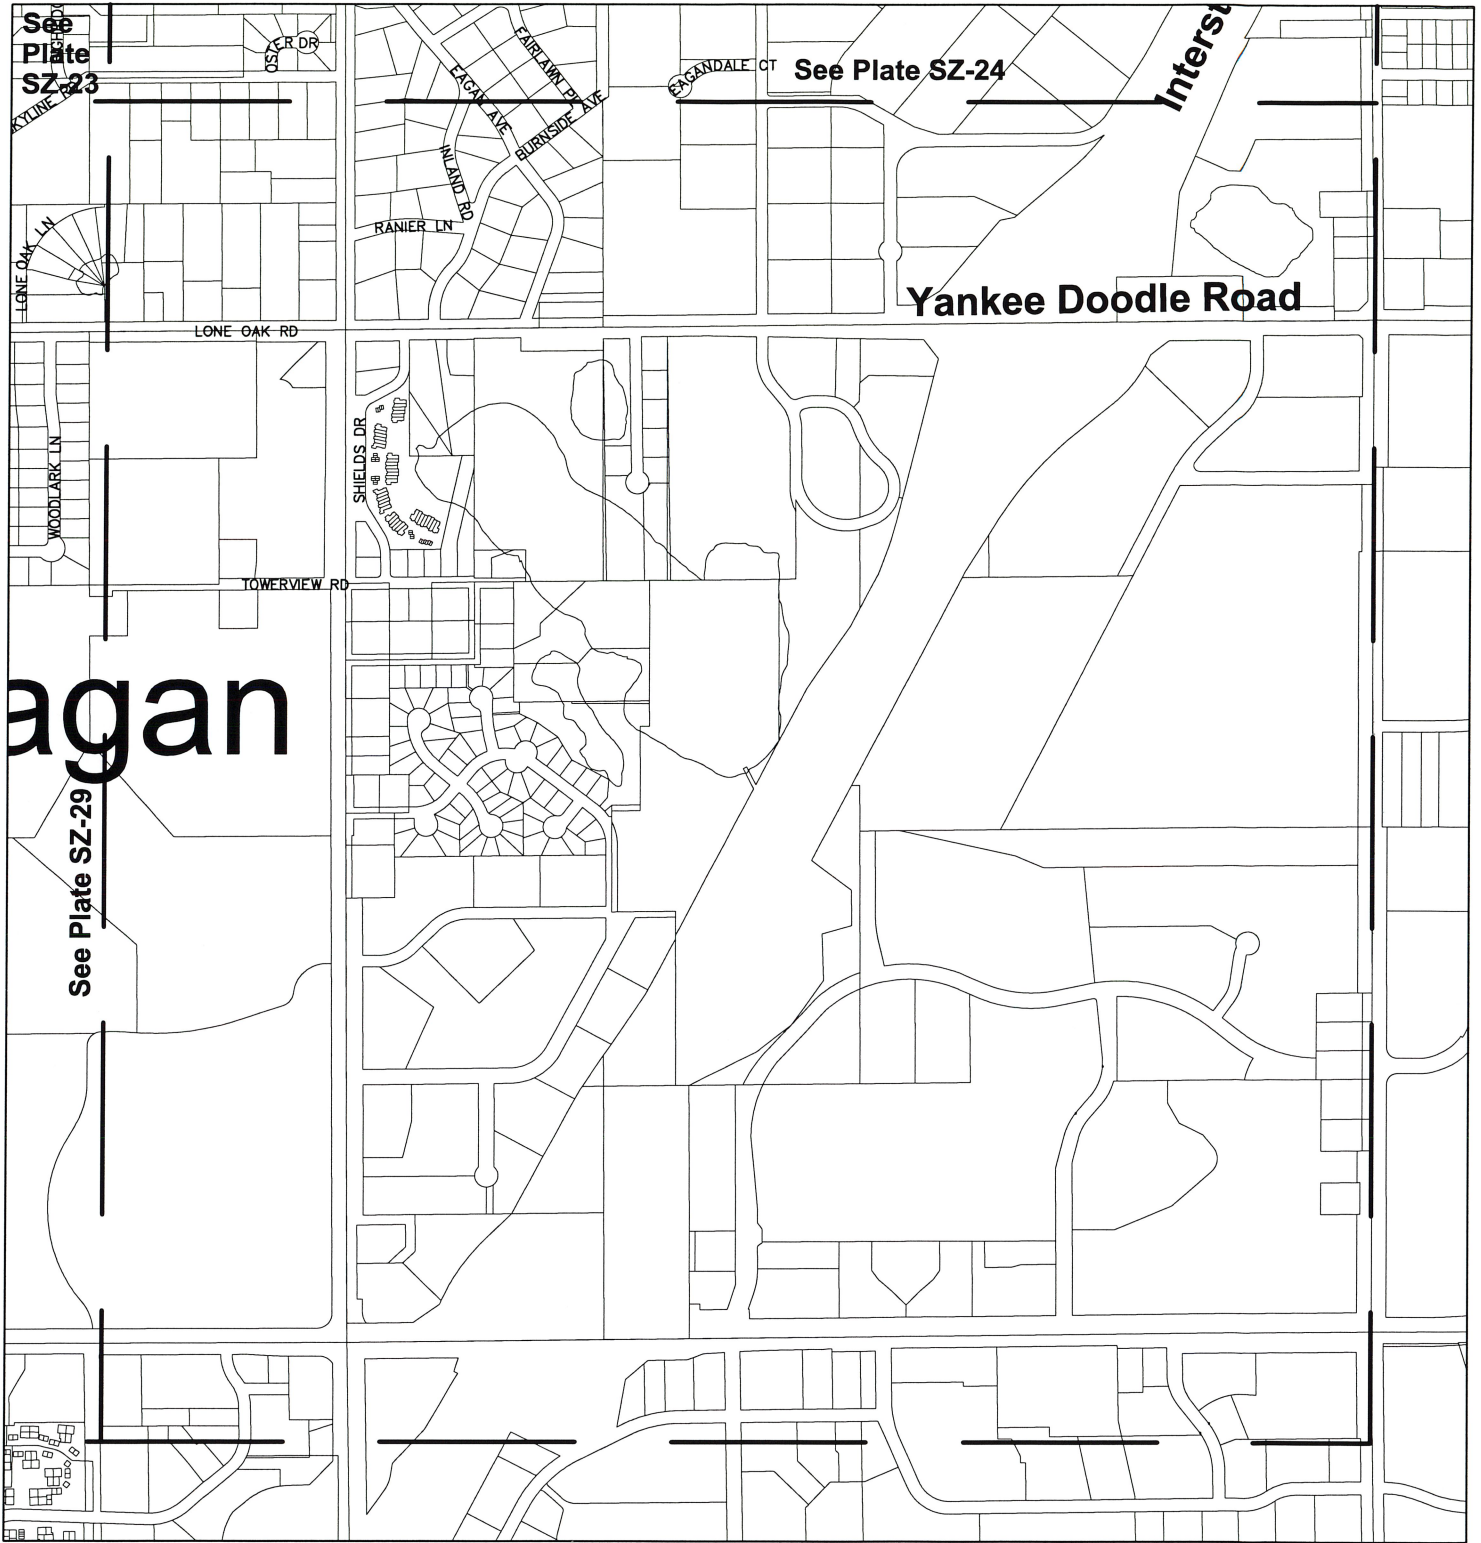 See
Plate
SZ-23
OSTER DR
FAIRLAWN PL
EAGAN AVE
BURNSIDE AVE
EAGANDALE CT
See Plate SZ-24
Interst
INLAND RD
RANIER LN
LONE OAK LN
Yankee Doodle Road
LONE OAK RD
SHIELDS DR
WOODLARK LN
TOWERVIEW RD
agan
See Plate SZ-29